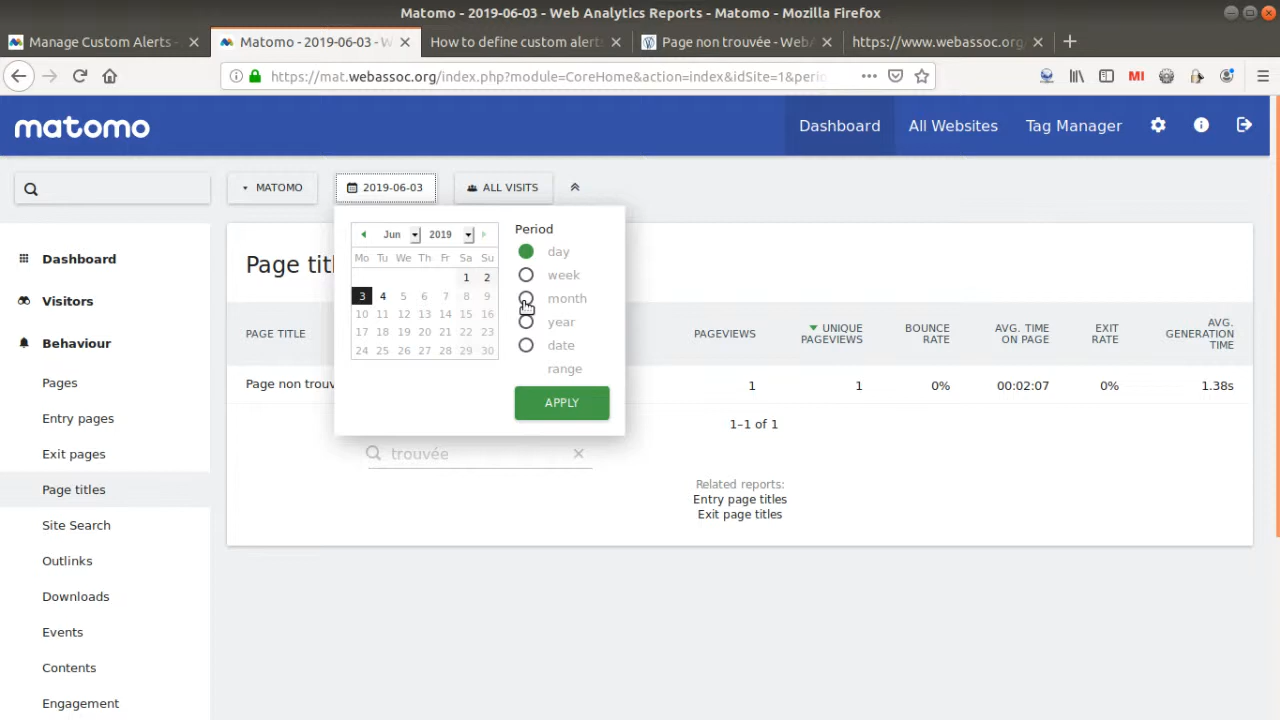 Matomo - 2019-06-03 - Web Analytics Reports - Matomo - Mozilla Firefox
Manage Custom Alerts -
Matomo - 2019-06-03 - W
How to define custom alert
Page non trouvée - WebA
https://www.webassoc.org
https://mat.webassoc.org/index.php?module=CoreHome&action=index&idSite=1&perio
MI
matomo
Dashboard
All Websites
Tag Manager
MATOMO
2019-06-03
ALL VISITS
Dashboard
Visitors
Behaviour
Pages
Entry pages
Exit pages
Page titles
Site Search
Outlinks
Downloads
Events
Contents
Engagement
Page titl
Jun 2019
Mo Tu We Th Fr Sa Su
1 2
3 4 5 6 7 8 9
10 11 12 13 14 15 16
17 18 19 20 21 22 23
24 25 26 27 28 29 30
Period
day
week
month
year
date
range
APPLY
PAGE TITLE
PAGEVIEWS
UNIQUE
PAGEVIEWS
BOUNCE
RATE
AVG. TIME
ON PAGE
EXIT
RATE
AVG.
GENERATION
TIME
Page non trouv
1 1 0% 00:02:07 0% 1.38s
1–1 of 1
trouvée
Related reports:
Entry page titles
Exit page titles